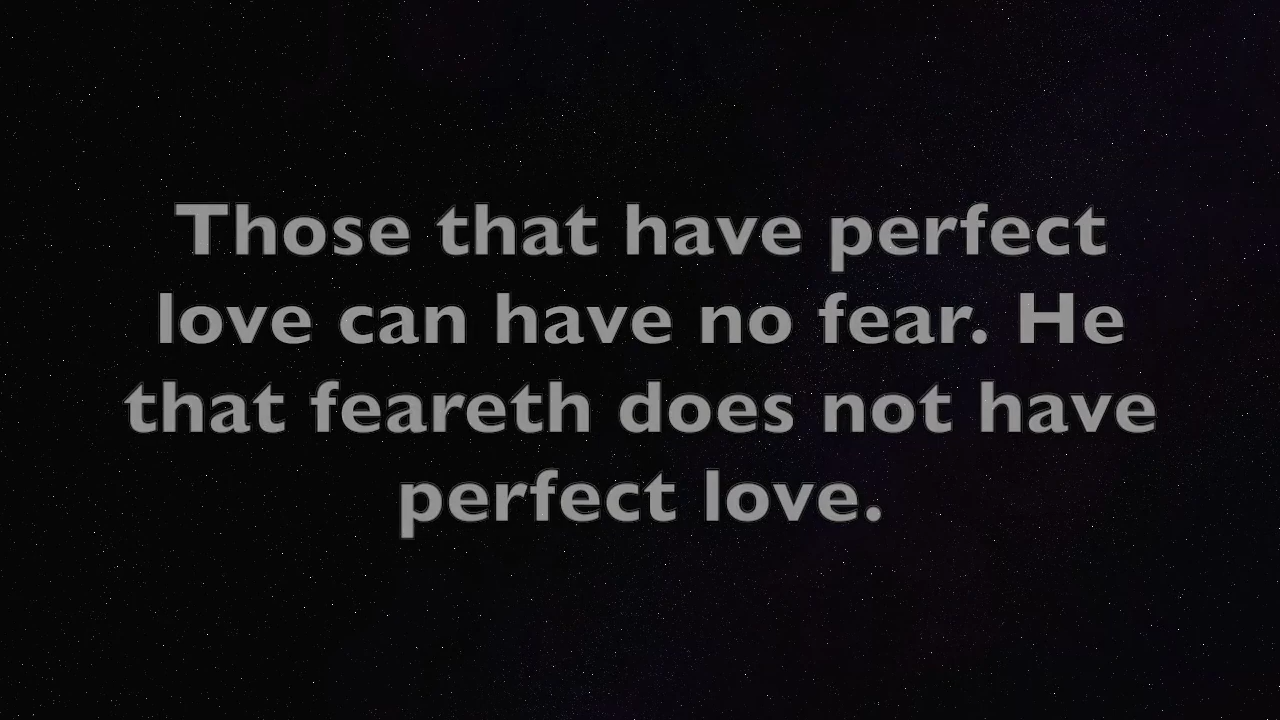 Those that have perfect
love can have no fear. He
that feareth does not have
perfect love.